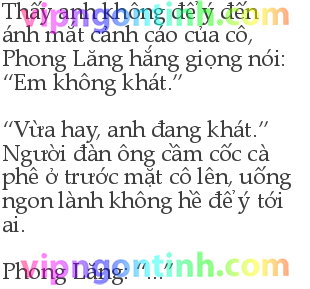 Thấy anh không để ý đến
ánh mắt cảnh cáo của cô,
Phong Lăng hắng giọng nói:
“Em không khát.”
“Vừa hay, anh đang khát.”
Người đàn ông cầm cốc cà
phê ở trước mặt cô lên, uống
ngon lành không hề để ý tới
ai.
Phong Lăng: “...”
vipngontinh.com
vipngontinh.com